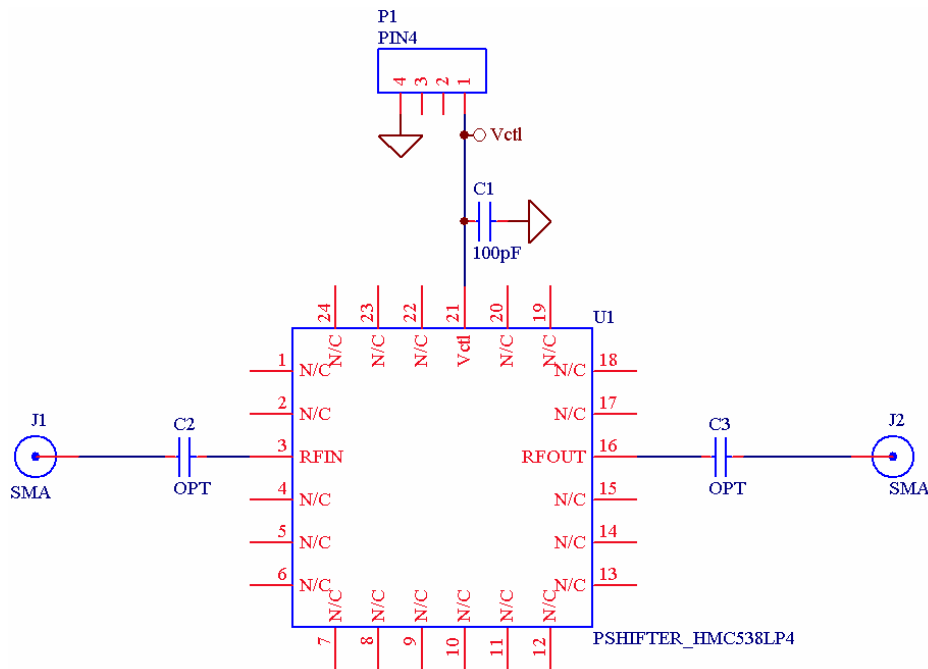 P1
PIN4
4 3 2 1
Vctl
C1
100pF
24 23 22 21 20 19
N/C N/C N/C Vctl N/C N/C
U1
1 N/C N/C 18
2 N/C N/C 17
J1 C2 3 RFIN RFOUT 16 C3 J2
SMA OPT OPT SMA
4 N/C N/C 15
5 N/C N/C 14
6 N/C N/C 13
N/C N/C N/C N/C N/C N/C
7 8 9 10 11 12
PSHIFTER_HMC538LP4